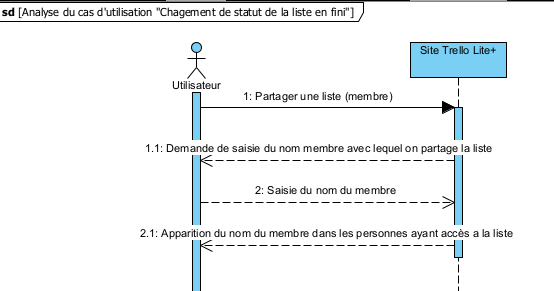 sd [Analyse du cas d'utilisation "Chagement de statut de la liste en fini"]
Site Trello Lite+
Utilisateur
1: Partager une liste (membre)
1.1: Demande de saisie du nom membre avec lequel on partage la liste
2: Saisie du nom du membre
2.1: Apparition du nom du membre dans les personnes ayant accès a la liste